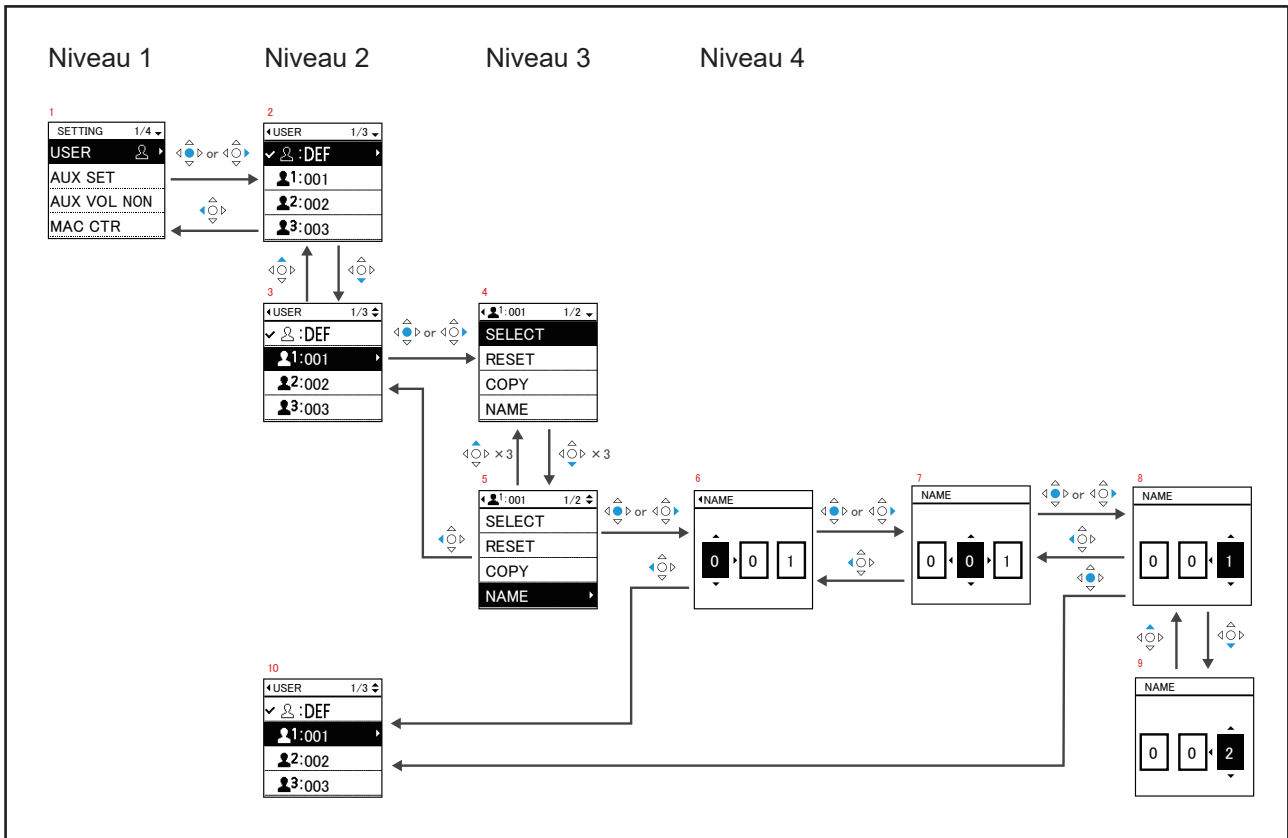 Niveau 1
Niveau 2
Niveau 3
Niveau 4
1
SETTING 1/4
USER
AUX SET
AUX VOL NON
MAC CTR
or
2
USER 1/3
:DEF
1:001
2:002
3:003
3
USER 1/3
:DEF
1:001
2:002
3:003
or
4
1:001 1/2
SELECT
RESET
COPY
NAME
×3
×3
5
1:001 1/2
SELECT
RESET
COPY
NAME
or
6
NAME
0 0 1
or
7
NAME
0 0 1
or
8
NAME
0 0 1
9
NAME
0 0 2
10
USER 1/3
:DEF
1:001
2:002
3:003